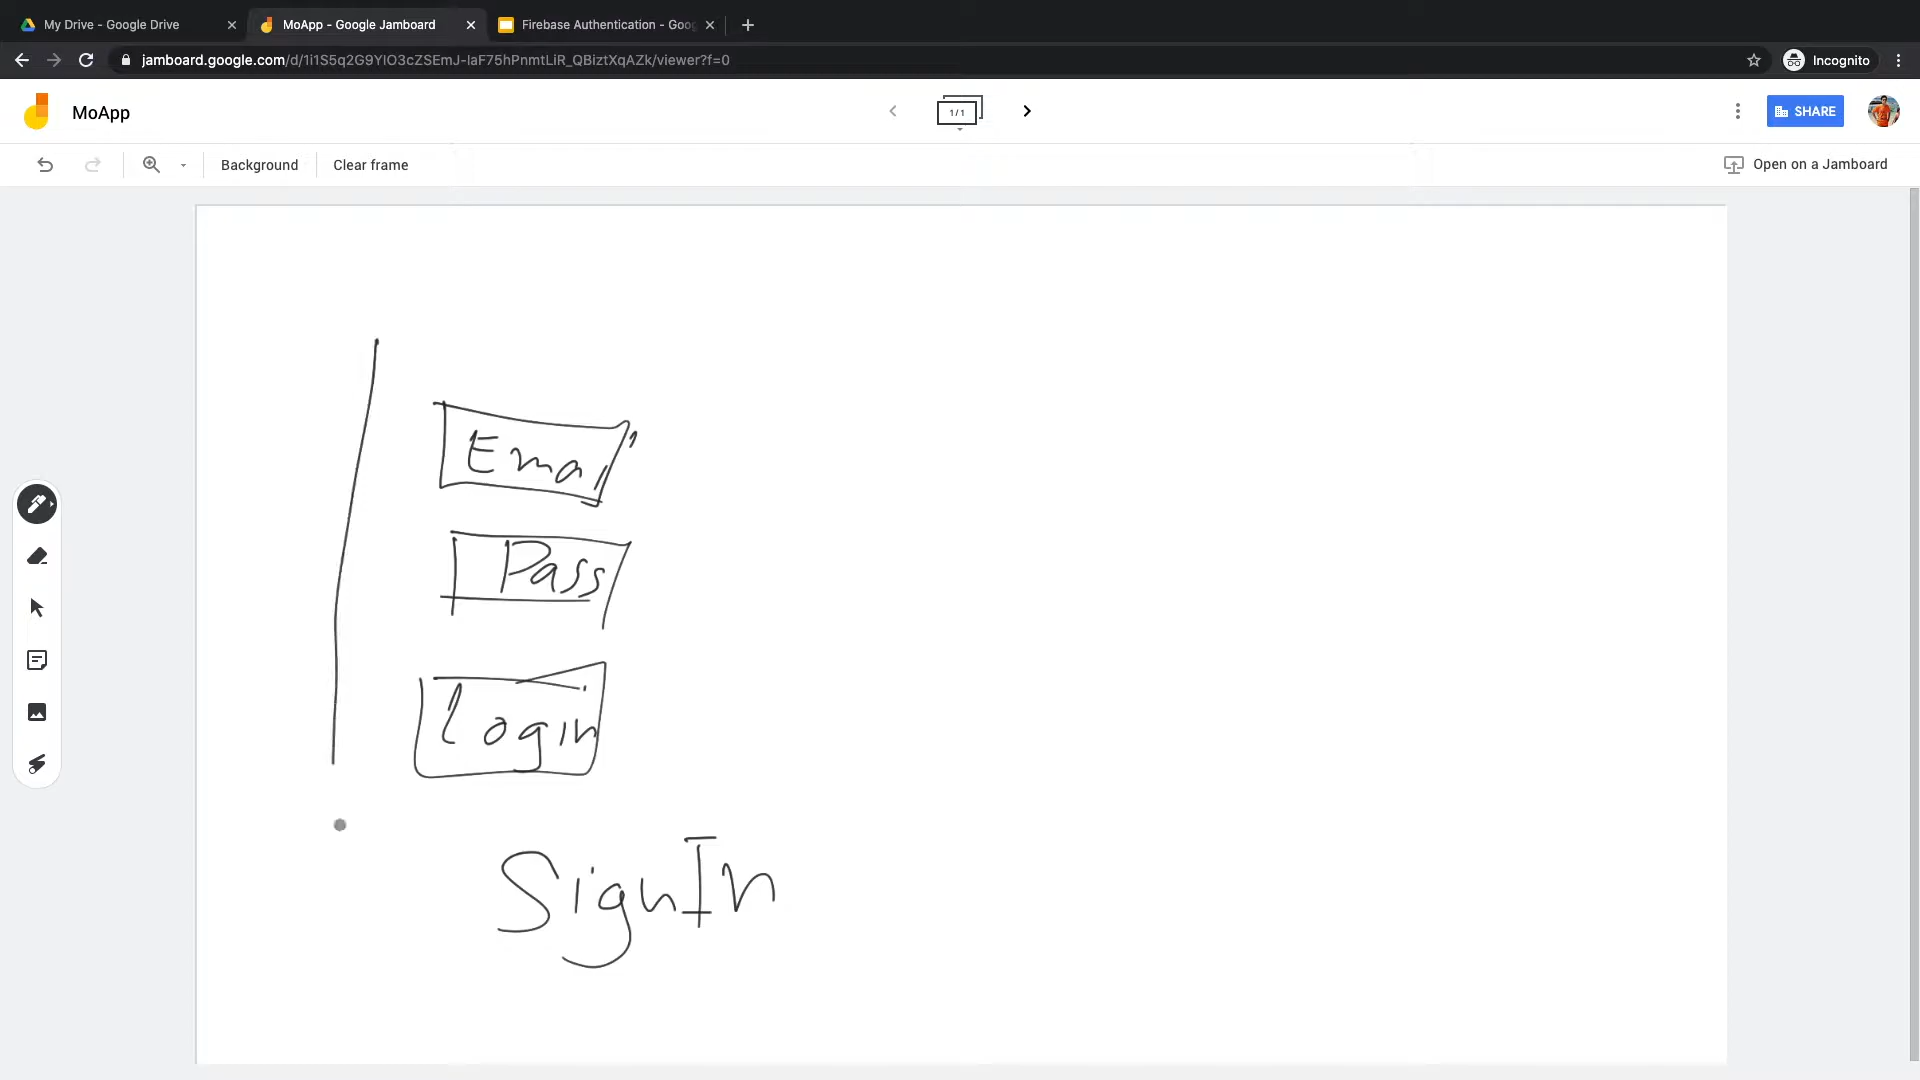 My Drive - Google Drive
MoApp - Google Jamboard
Firebase Authentication - Goo
jamboard.google.com/d/1i1S5q2G9YIO3cZSEmJ-laF75hPnmtLiR_QBiztXqAZk/viewer?f=0
Incognito
MoApp
1/1
SHARE
Background
Clear frame
Open on a Jamboard
Email
Pass
Login
SignIn